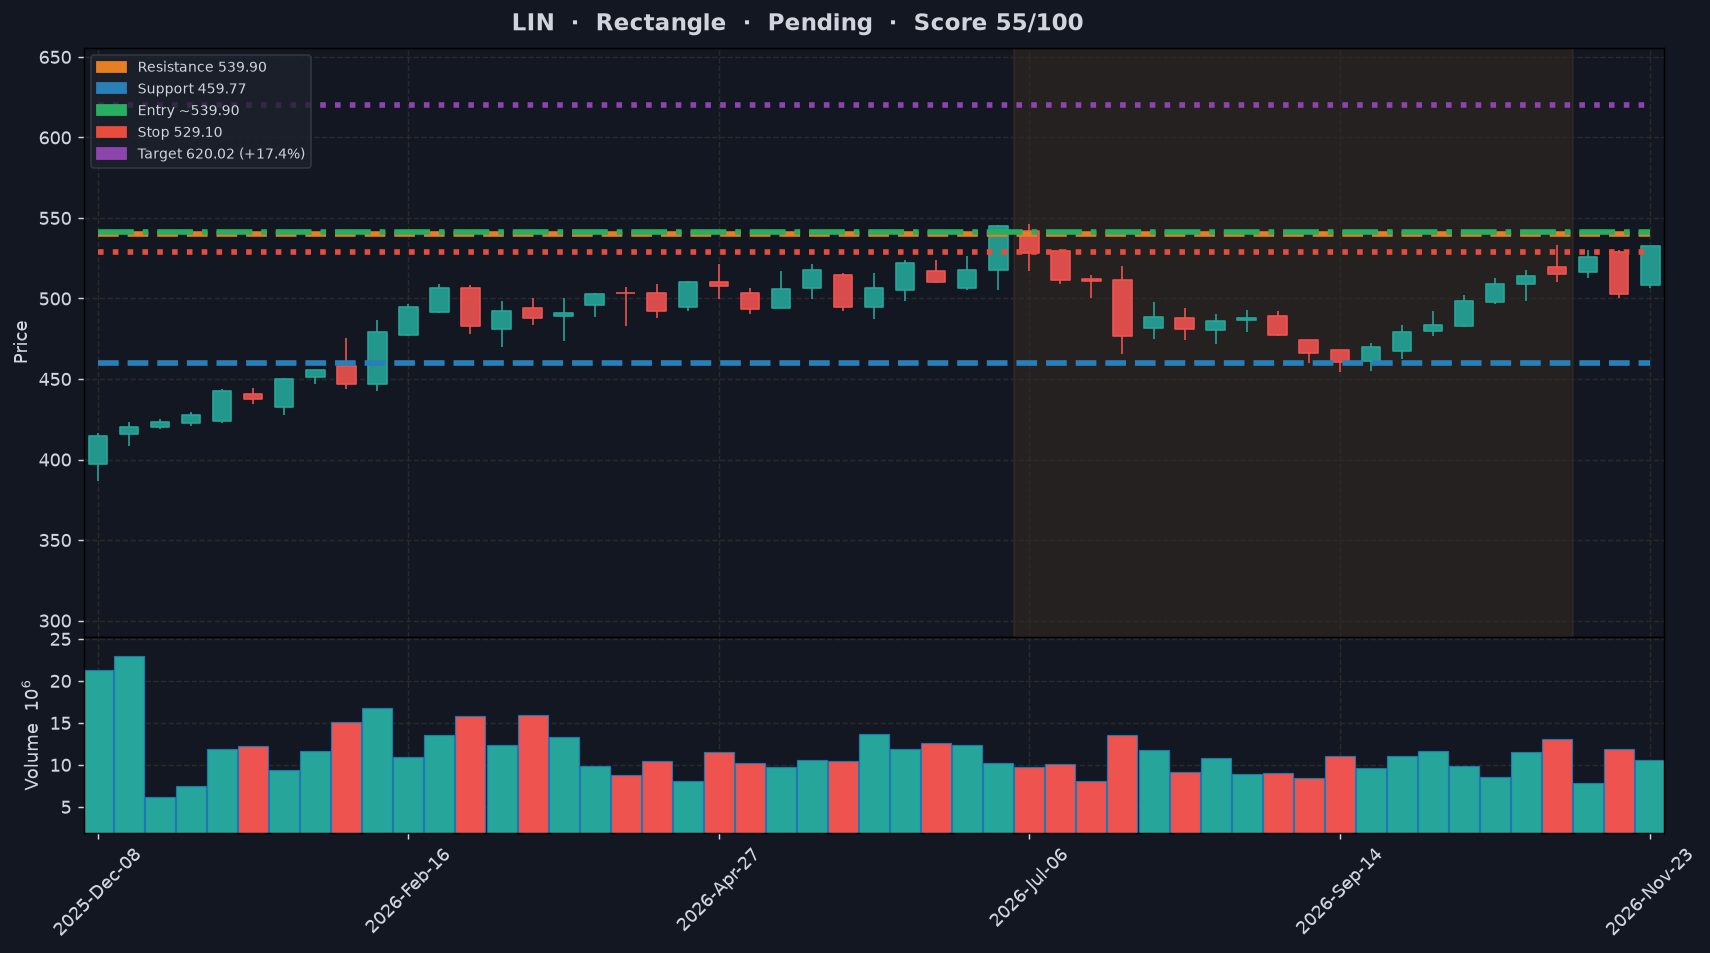 LIN · Rectangle · Pending · Score 55/100
Resistance 539.90
Support 459.77
Entry ~539.90
Stop 529.10
Target 620.02 (+17.4%)
Price
650
600
550
500
450
400
350
300
Volume 10⁶
25
20
15
10
5
2025-Dec-08
2026-Feb-16
2026-Apr-27
2026-Jul-06
2026-Sep-14
2026-Nov-23